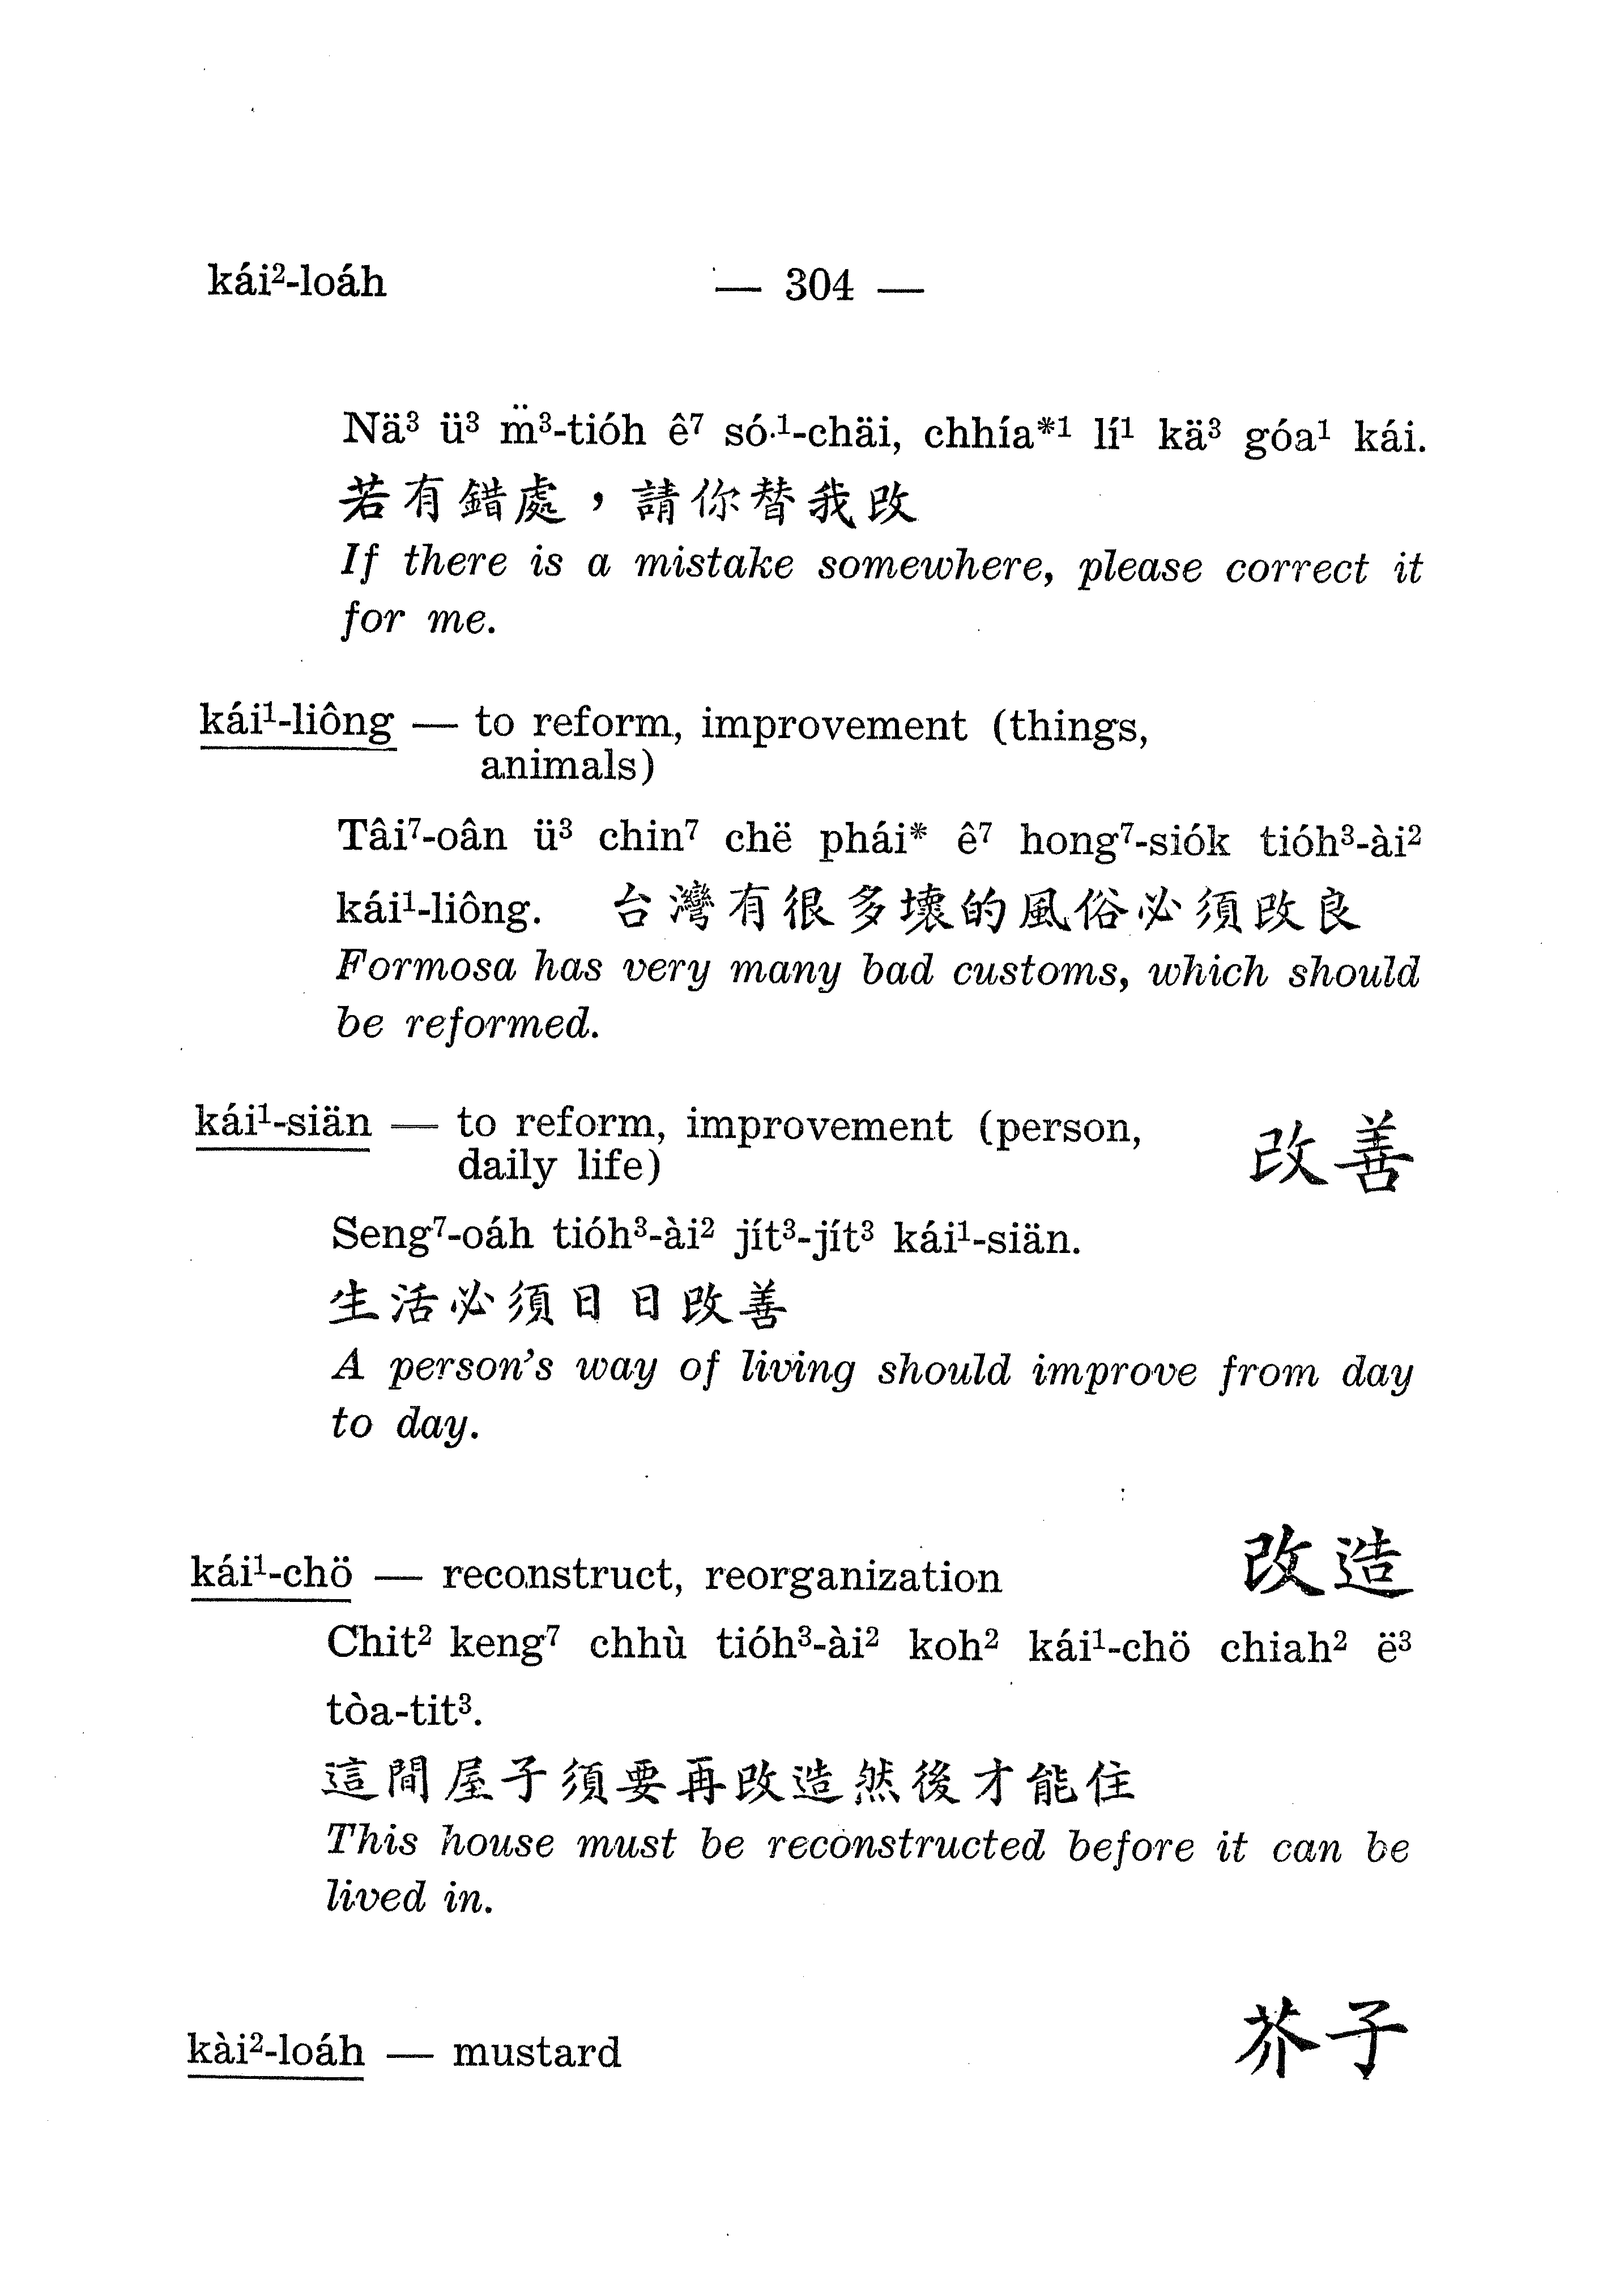 kái²-loáh — 304 —
Nä³ ü³ m̈³-tióh ê⁷ só·¹-chäi, chhía*¹ lí¹ kä³ góa¹ kái.
若有錯處，請你替我改
If there is a mistake somewhere, please correct it
for me.
kái¹-liông — to reform, improvement (things,
animals)
Tâi⁷-oân ü³ chin⁷ chë phái* ê⁷ hong⁷-siók tióh³-ài²
kái¹-liông. 台灣有很多壞的風俗必須改良
Formosa has very many bad customs, which should
be reformed.
kái¹-siän — to reform, improvement (person, 改善
daily life)
Seng⁷-oáh tióh³-ài² jít³-jít³ kái¹-siän.
生活必須日日改善
A person's way of living should improve from day
to day.
kái¹-chö — reconstruct, reorganization 改造
Chit² keng⁷ chhù tióh³-ài² koh² kái¹-chö chiah² ë³
tòa-tit³.
這間屋子須要再改造然後才能住
This house must be reconstructed before it can be
lived in.
kài²-loáh — mustard 芥子